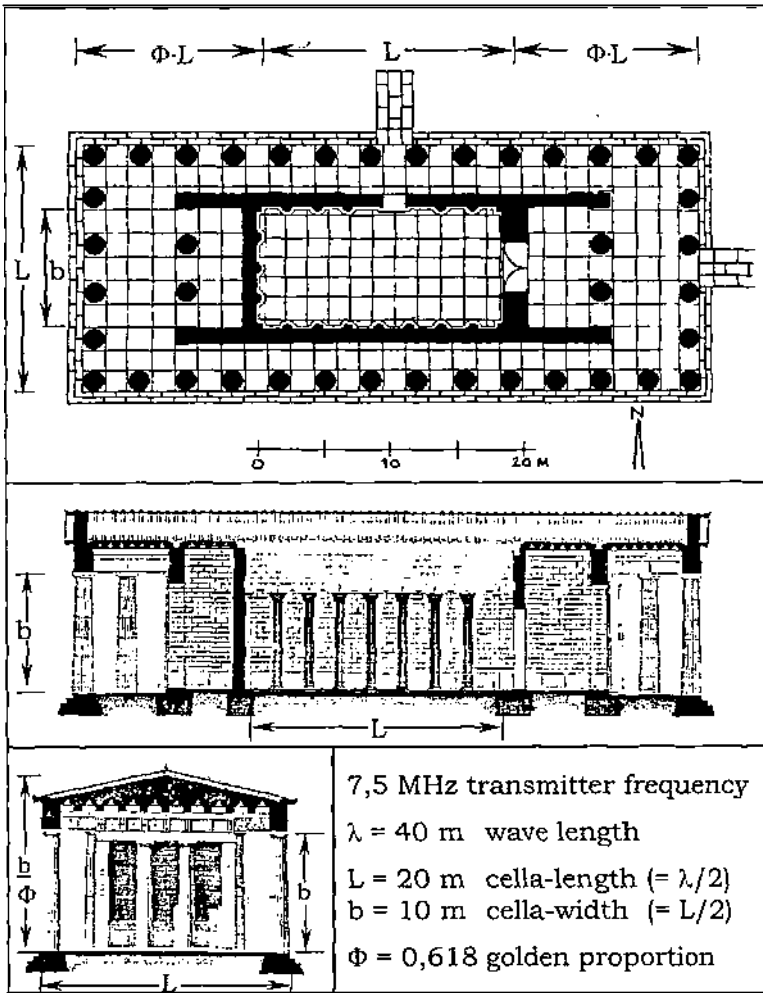 Φ·L L Φ·L
L
b
N
0 10 20 M
b
L
b
Φ
b
L
7,5 MHz transmitter frequency
λ = 40 m wave length
L = 20 m cella-length (= λ/2)
b = 10 m cella-width (= L/2)
Φ = 0,618 golden proportion